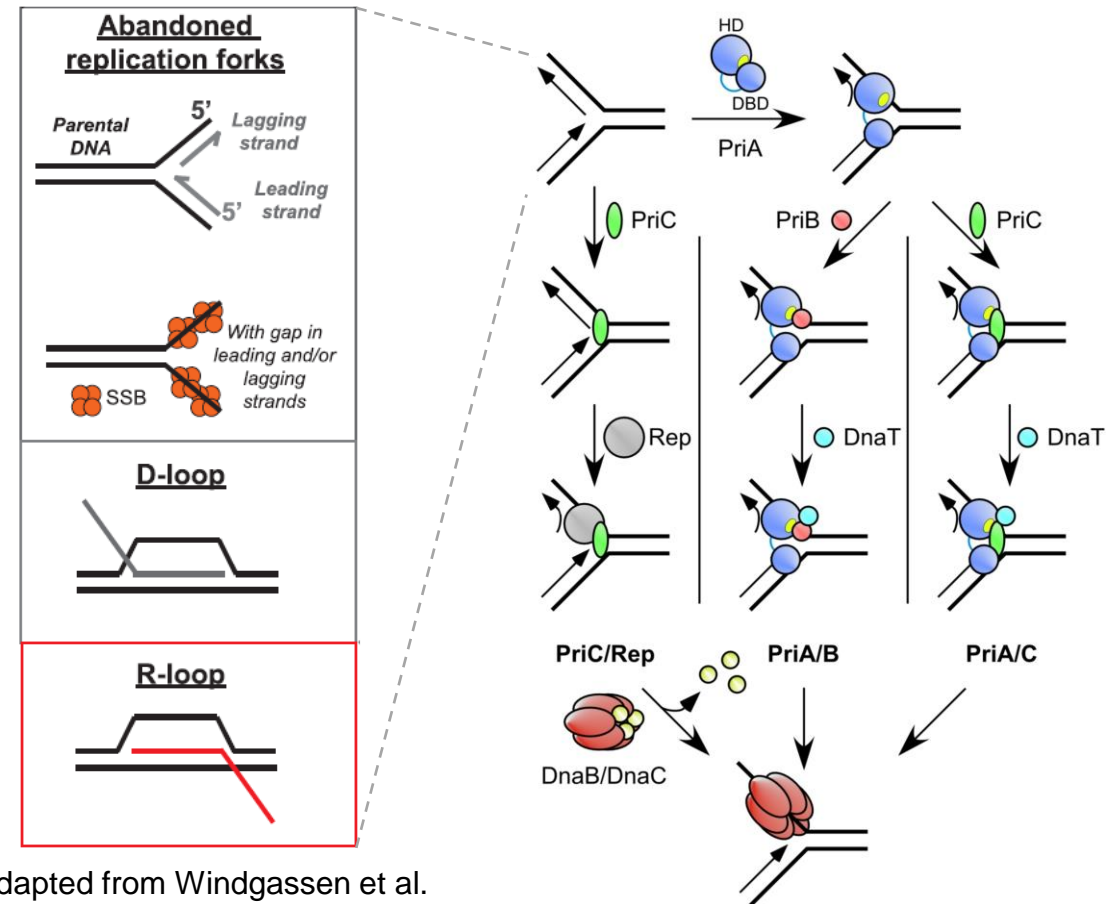 Abandoned
replication forks
Parental
DNA
5’
Lagging
strand
Leading
strand
5’
With gap in
leading and/or
lagging
strands
SSB
D-loop
R-loop
HD
DBD
PriA
PriC
PriB
PriC
Rep
DnaT
DnaT
PriC/Rep
PriA/B
PriA/C
DnaB/DnaC
dapted from Windgassen et al.